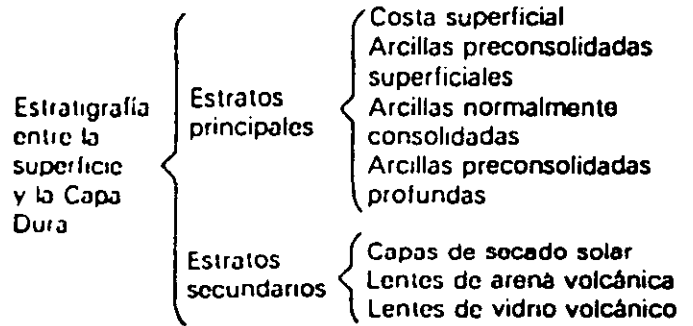 Estratigrafía
entre la
superficie
y la Capa
Dura
Estratos
principales
Costa superficial
Arcillas preconsolidadas
superficiales
Arcillas normalmente
consolidadas
Arcillas preconsolidadas
profundas
Estratos
secundarios
Capas de secado solar
Lentes de arena volcánica
Lentes de vidrio volcánico